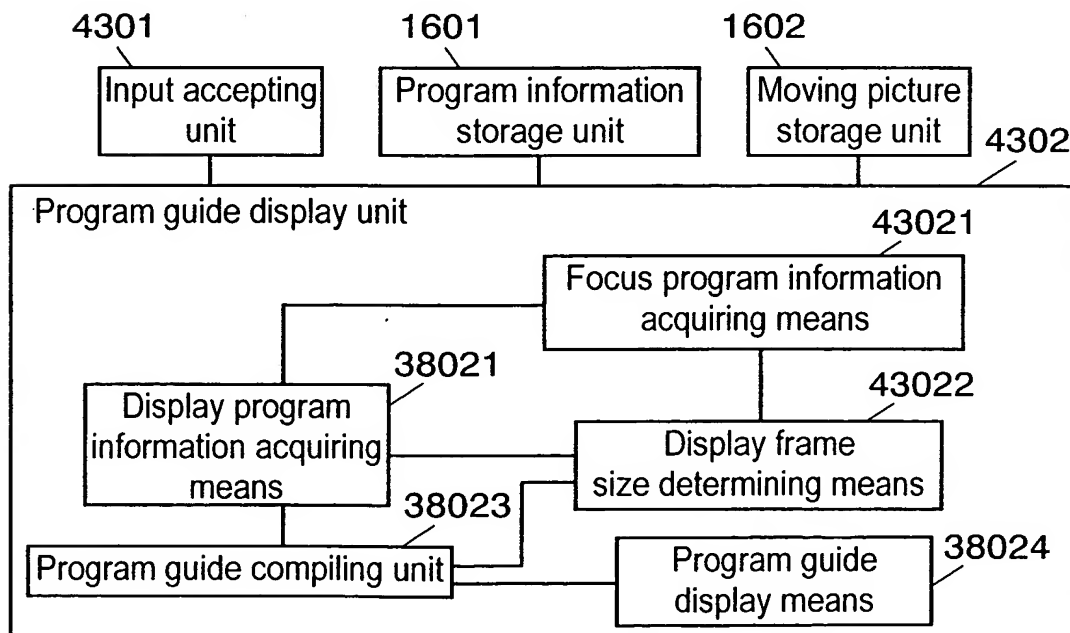 4301
1601
1602
Input accepting
unit
Program information
storage unit
Moving picture
storage unit
4302
Program guide display unit
43021
Focus program information
acquiring means
38021
Display program
information acquiring
means
43022
Display frame
size determining means
38023
Program guide compiling unit
38024
Program guide
display means